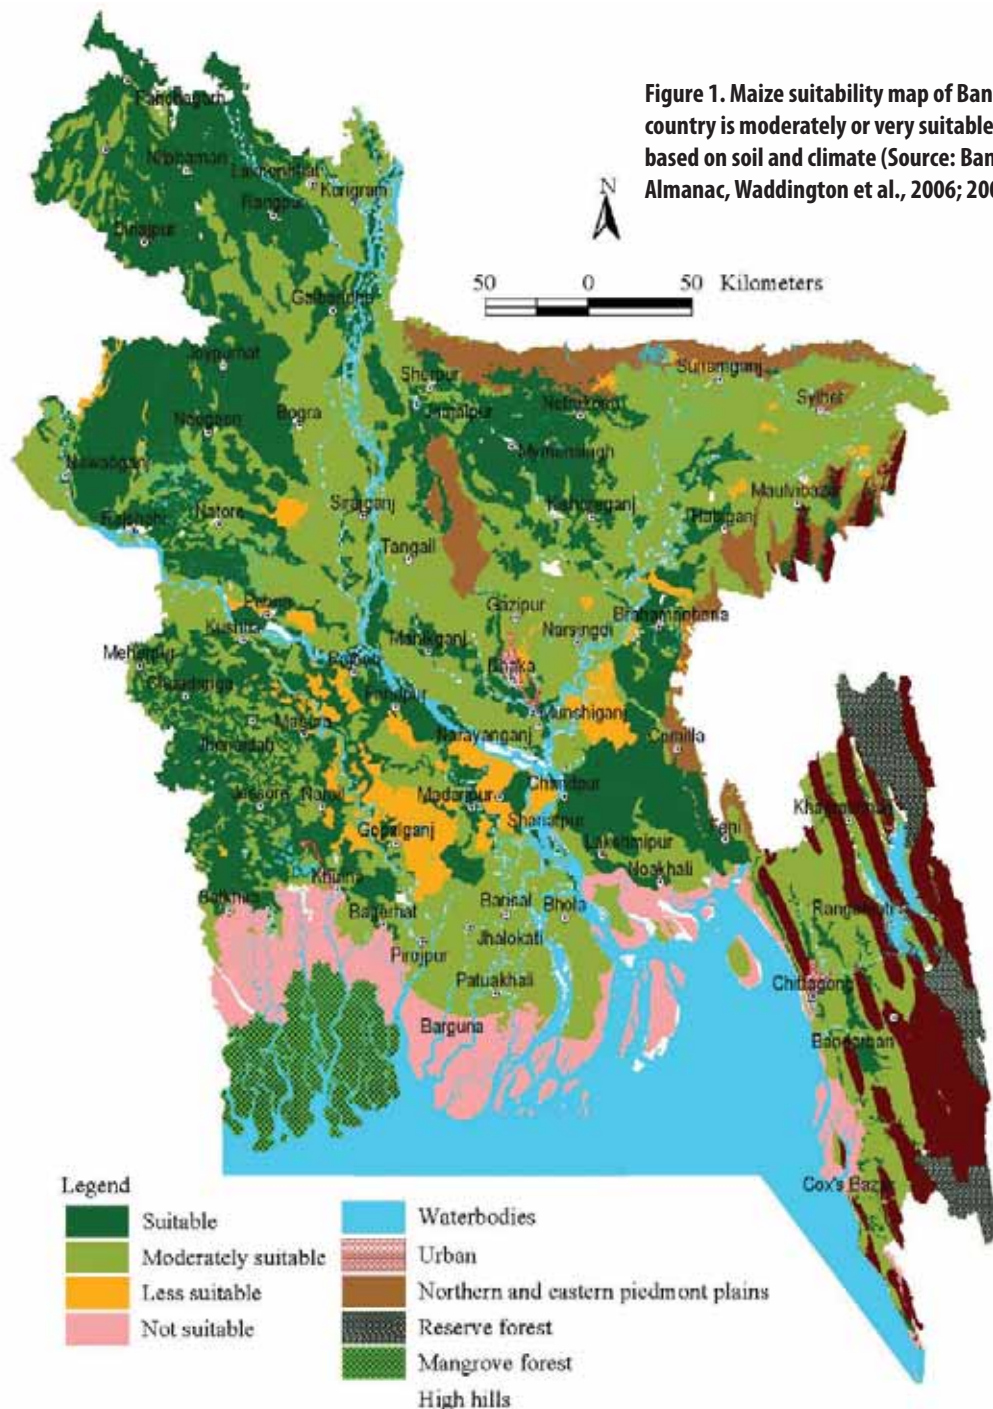 Figure 1. Maize suitability map of Ban
country is moderately or very suitable
based on soil and climate (Source: Ban
Almanac, Waddington et al., 2006; 200
N
50 0 50 Kilometers
Panchagarh
Nilphamari
Lalmonirhat
Kurigram
Rangpur
Dinajpur
Gaibandha
Joypurhat
Sherpur
Sunamganj
Jamalpur
Netrokona
Sylhet
Naogaon
Bogra
Mymensingh
Nawabganj
Maulvibazar
Rajshahi
Natore
Sirajganj
Kishoreganj
Habiganj
Tangail
Pabna
Gazipur
Brahamanbaria
Kushtia
Manikganj
Narsingdi
Meherpur
Dhaka
Chuadanga
Faridpur
Munshiganj
Magura
Narayanganj
Comilla
Jhenaidah
Chandpur
Jessore
Narail
Madaripur
Khagrachhari
Gopalganj
Shariatpur
Feni
Lakshmipur
Khulna
Noakhali
Satkhira
Bagerhat
Barisal
Bhola
Rangamati
Jhalokati
Pirojpur
Patuakhali
Chittagong
Barguna
Bandarban
Cox's Bazar
Legend
Suitable
Moderately suitable
Less suitable
Not suitable
Waterbodies
Urban
Northern and eastern piedmont plains
Reserve forest
Mangrove forest
High hills